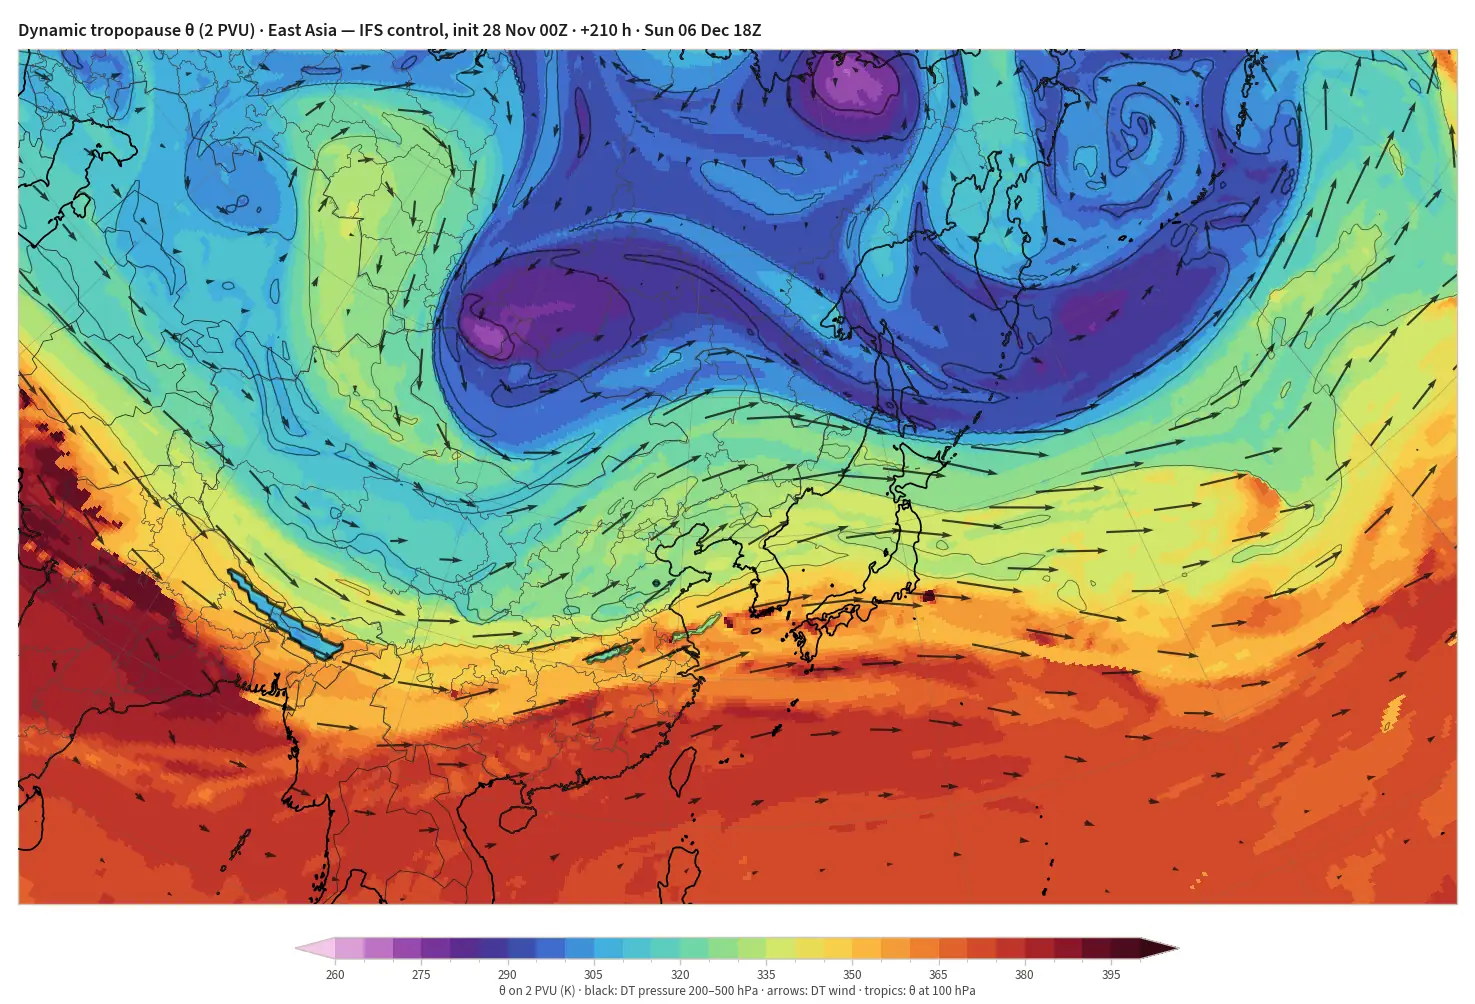 Dynamic tropopause θ (2 PVU) · East Asia — IFS control, init 28 Nov 00Z · +210 h · Sun 06 Dec 18Z
260 275 290 305 320 335 350 365 380 395
θ on 2 PVU (K) · black: DT pressure 200–500 hPa · arrows: DT wind · tropics: θ at 100 hPa